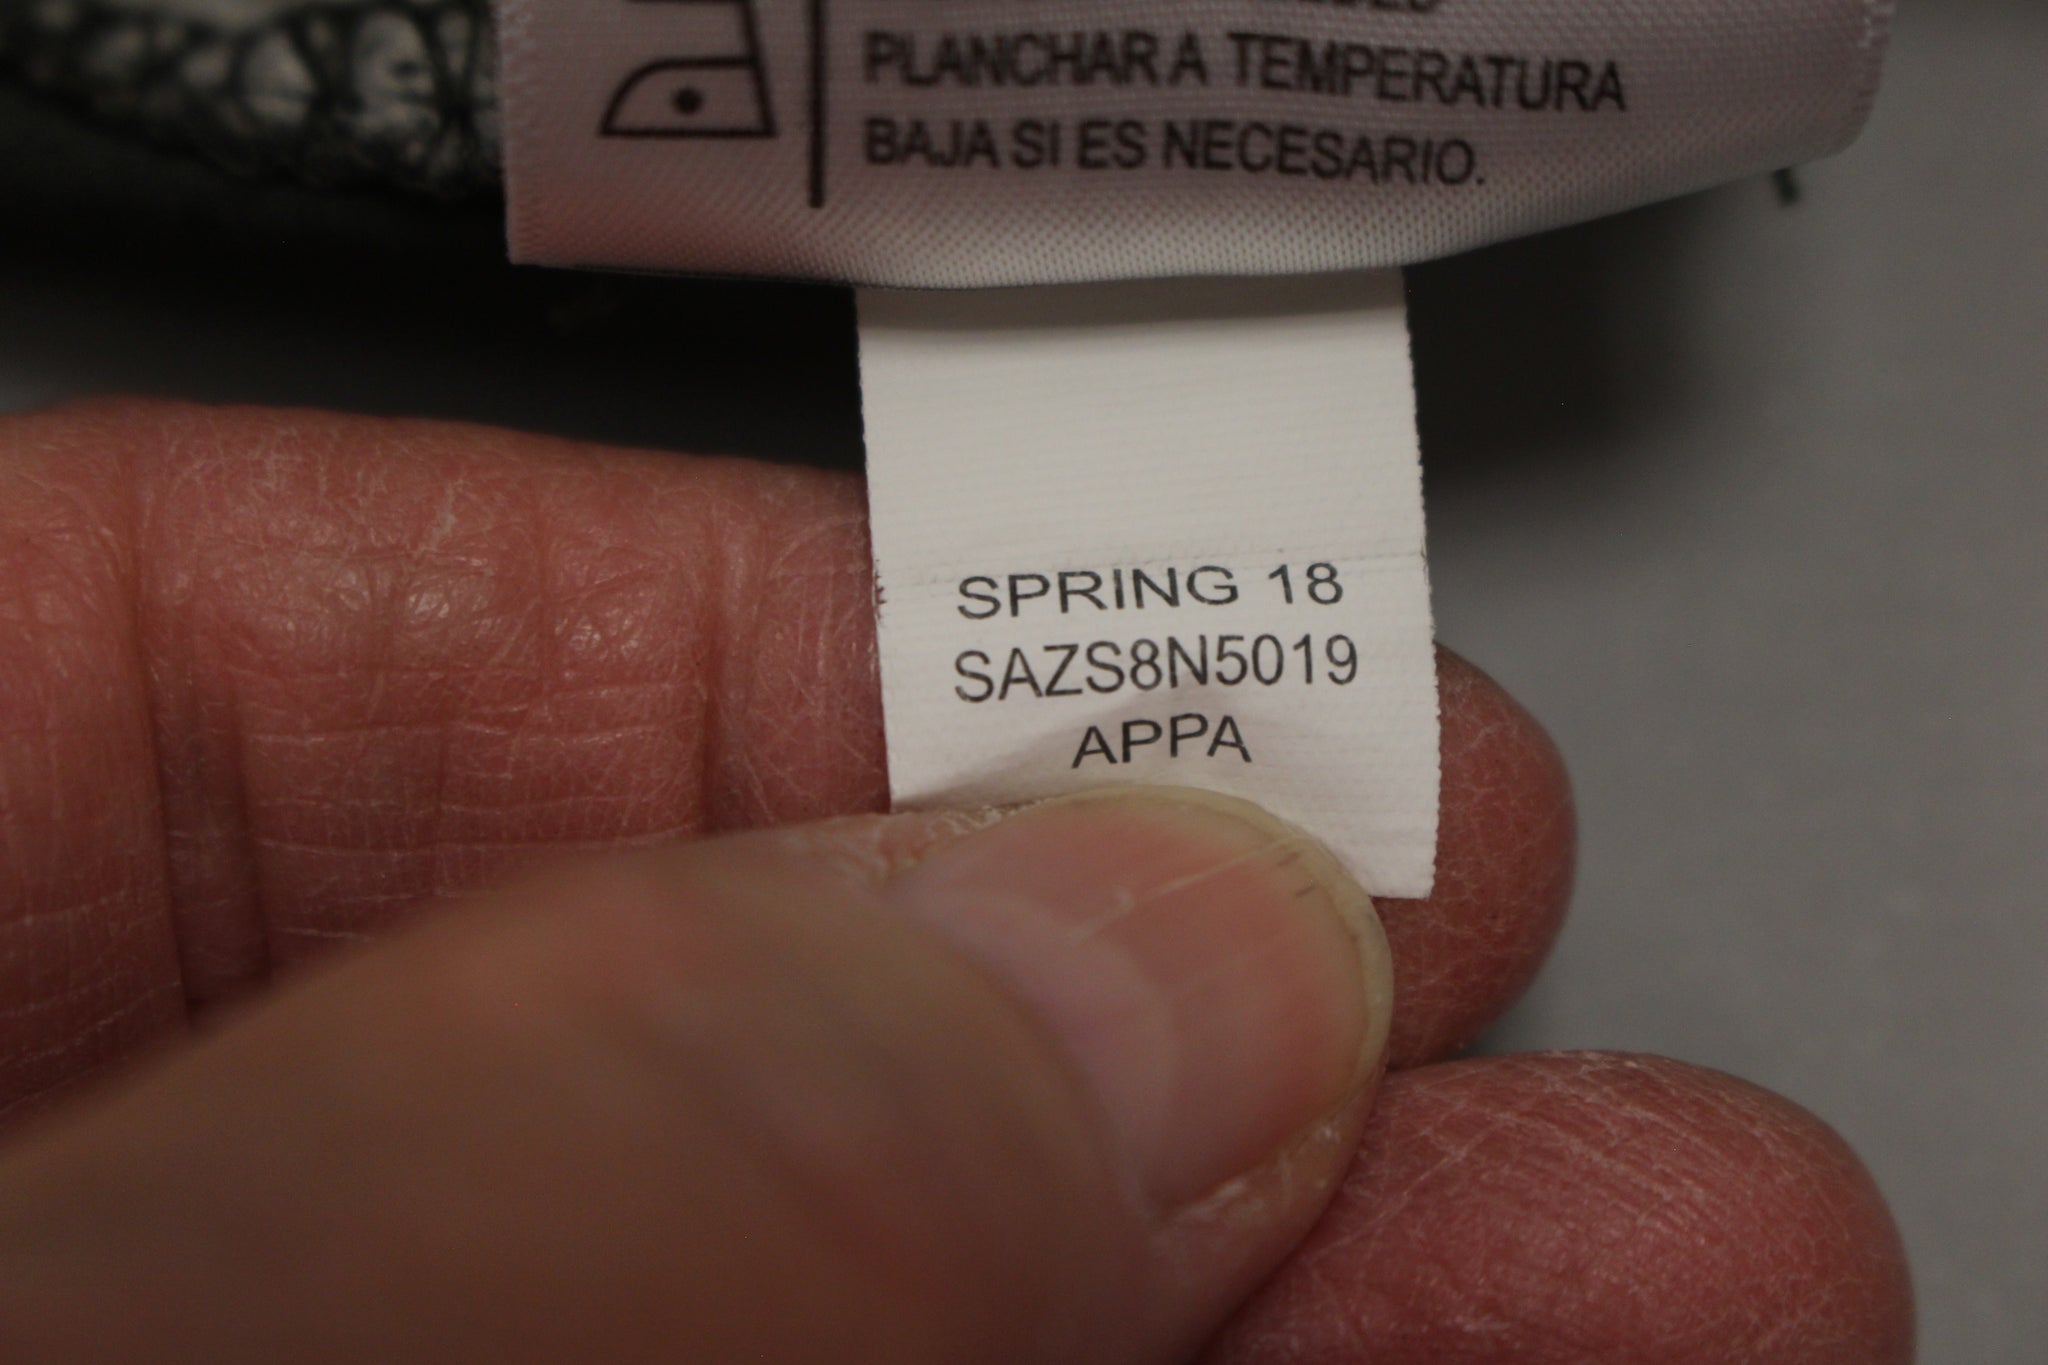 PLANCHAR A TEMPERATURA
BAJA SI ES NECESARIO.
SPRING 18
SAZS8N5019
APPA